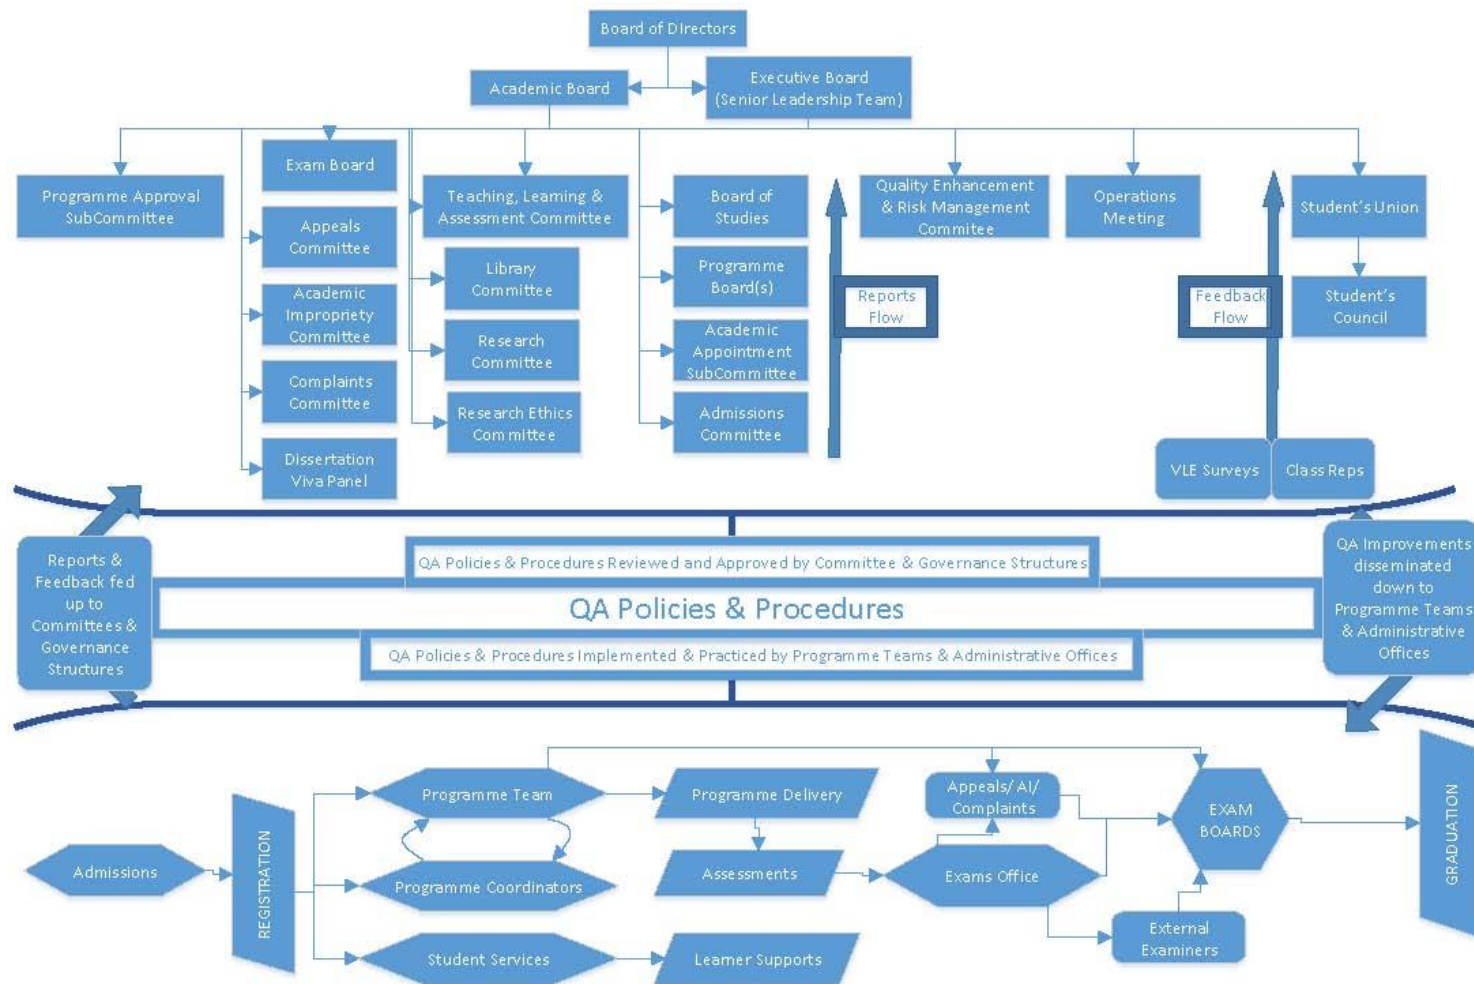 Board of DIrectors
Academic Board
Executive Board
(Senior Leadership Team)
Programme Approval
SubCommittee
Exam Board
Appeals
Committee
Academic
Impropriety
Committee
Complaints
Committee
Dissertation
Viva Panel
Teaching, Learning &
Assessment Committee
Library
Committee
Research
Committee
Research Ethics
Committee
Board of
Studies
Programme
Board(s)
Academic
Appointment
SubCommittee
Admissions
Committee
Reports
Flow
Quality Enhancement
& Risk Management
Commitee
Operations
Meeting
Feedback
Flow
Student's Union
Student's
Council
VLE Surveys
Class Reps
Reports &
Feedback fed
up to
Committees &
Governance
Structures
QA Policies & Procedures Reviewed and Approved by Committee & Governance Structures
QA Policies & Procedures
QA Policies & Procedures Implemented & Practiced by Programme Teams & Administrative Offices
QA Improvements
disseminated
down to
Programme Teams
& Administrative
Offices
Admissions
REGISTRATION
Programme Team
Programme Coordinators
Student Services
Programme Delivery
Assessments
Learner Supports
Appeals/ AI/
Complaints
Exams Office
External
Examiners
EXAM
BOARDS
GRADUATION